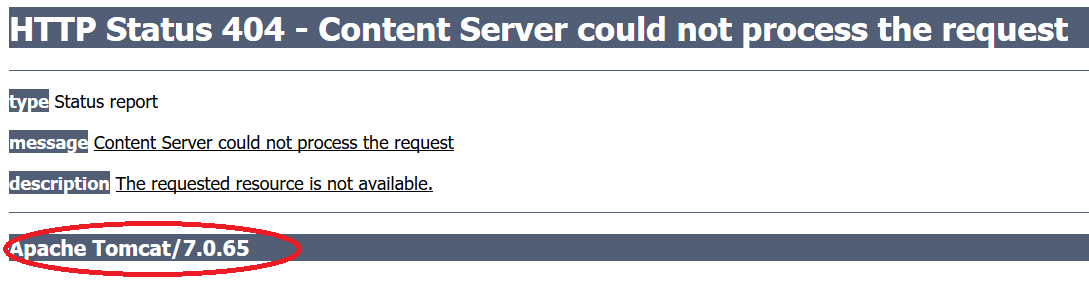 HTTP Status 404 - Content Server could not process the request
type Status report
message Content Server could not process the request
description The requested resource is not available.
Apache Tomcat/7.0.65